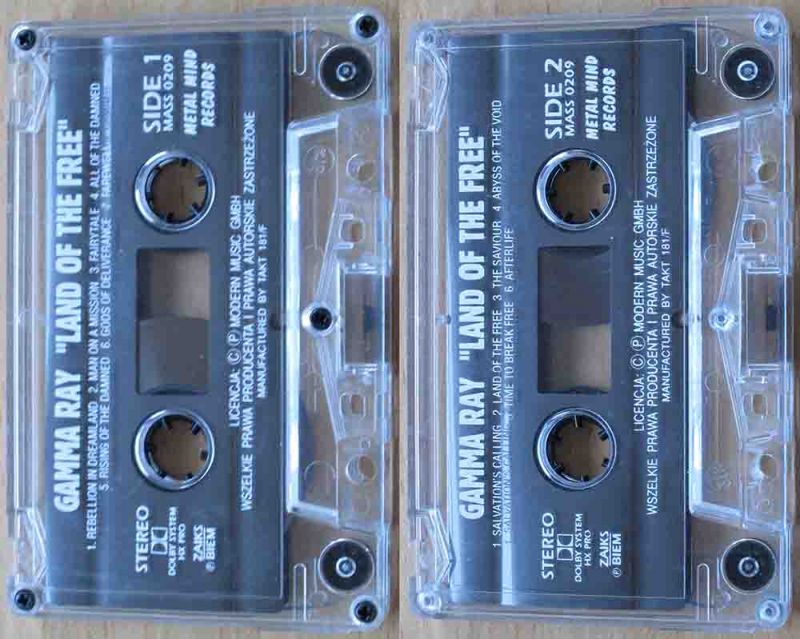 GAMMA RAY "LAND OF THE FREE"
1. REBELLION IN DREAMLAND 2. MAN ON A MISSION 3. FAIRYTALE 4. ALL OF THE DAMNED
5. RISING OF THE DAMNED 6. GODS OF DELIVERANCE 7. FAREWELL
STEREO
DOLBY SYSTEM
HX PRO
ZAIKS
Ⓟ BIEM
SIDE 1
MASS 0209
METAL MIND
RECORDS
LICENCJA: Ⓒ Ⓟ MODERN MUSIC GMBH
WSZELKIE PRAWA PRODUCENTA I PRAWA AUTORSKIE ZASTRZEŻONE
MANUFACTURED BY TAKT 181/F
GAMMA RAY "LAND OF THE FREE"
1 SALVATION'S CALLING 2 LAND OF THE FREE 3 THE SAVIOUR 4 ABYSS OF THE VOID
TIME TO BREAK FREE 6 AFTERLIFE
STEREO
DOLBY SYSTEM
HX PRO
ZAIKS
Ⓟ BIEM
SIDE 2
MASS 0209
METAL MIND
RECORDS
LICENCJA: Ⓒ Ⓟ MODERN MUSIC GMBH
WSZELKIE PRAWA PRODUCENTA I PRAWA AUTORSKIE ZASTRZEŻONE
MANUFACTURED BY TAKT 181/F